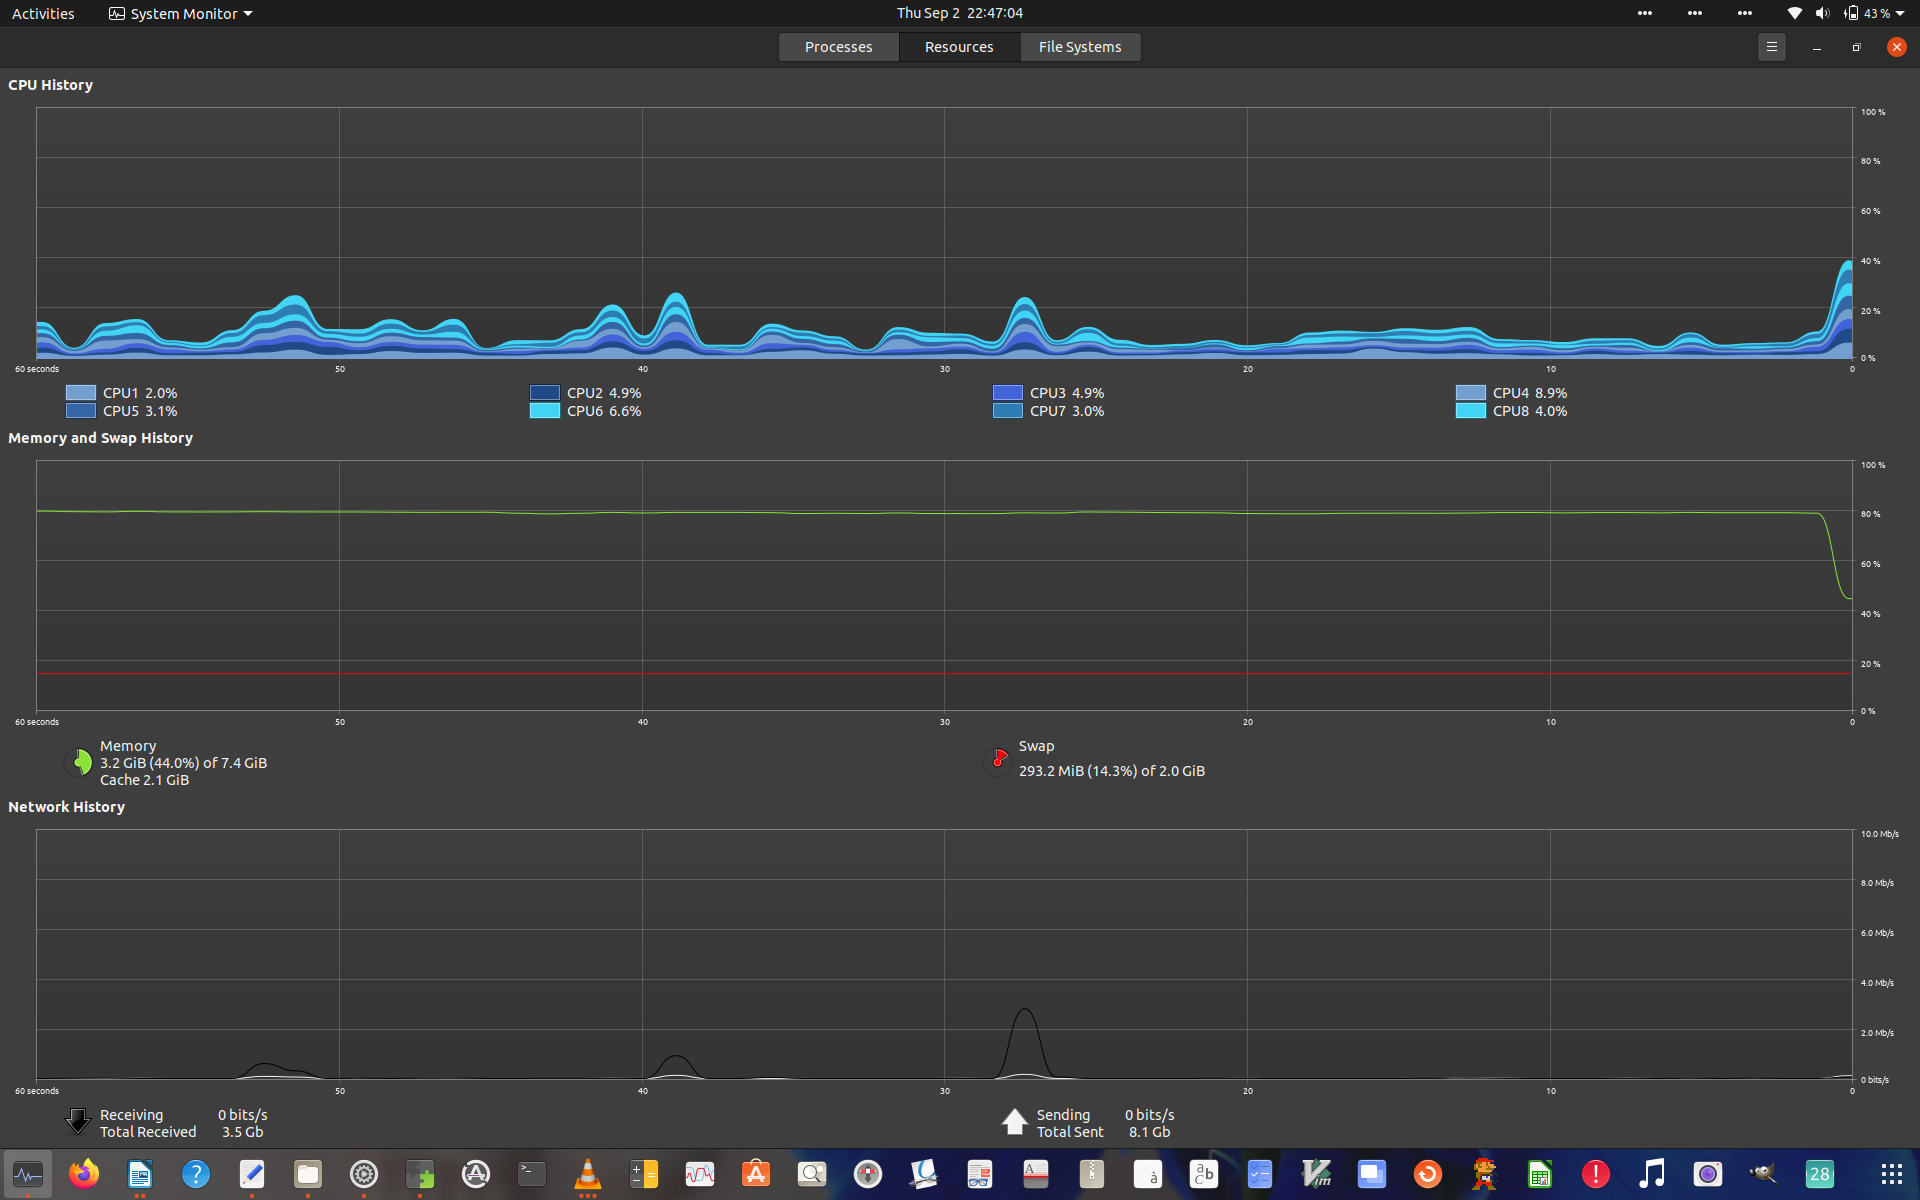 Activities System Monitor Thu Sep 2 22:47:04 43 %
Processes Resources File Systems
CPU History
100 %
80 %
60 %
40 %
20 %
0 %
60 seconds 50 40 30 20 10 0
CPU1 2.0% CPU2 4.9% CPU3 4.9% CPU4 8.9%
CPU5 3.1% CPU6 6.6% CPU7 3.0% CPU8 4.0%
Memory and Swap History
100 %
80 %
60 %
40 %
20 %
0 %
60 seconds 50 40 30 20 10 0
Memory
3.2 GiB (44.0%) of 7.4 GiB
Cache 2.1 GiB
Swap
293.2 MiB (14.3%) of 2.0 GiB
Network History
10.0 Mb/s
8.0 Mb/s
6.0 Mb/s
4.0 Mb/s
2.0 Mb/s
0 bits/s
60 seconds 50 40 30 20 10 0
Receiving 0 bits/s
Total Received 3.5 Gb
Sending 0 bits/s
Total Sent 8.1 Gb
? >_ A à a b c Vim ! 28